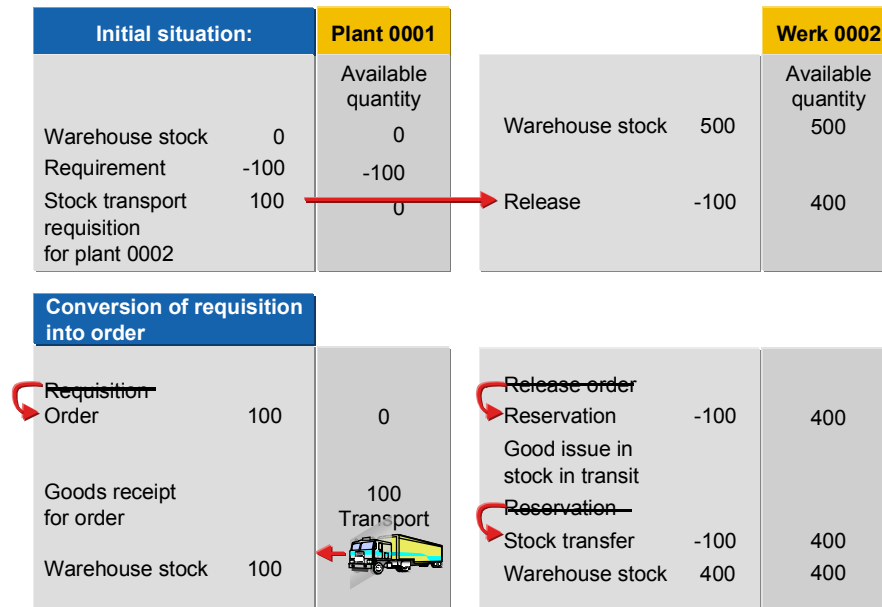 Initial situation:
Plant 0001
Werk 0002
Available
quantity
Warehouse stock 0 0
Requirement -100 -100
Stock transport 100 0
requisition
for plant 0002
Available
quantity
Warehouse stock 500 500
Release -100 400
Conversion of requisition
into order
Requisition
Order 100 0
Goods receipt 100
for order Transport
Warehouse stock 100
Release order
Reservation -100 400
Good issue in
stock in transit
Reservation
Stock transfer -100 400
Warehouse stock 400 400